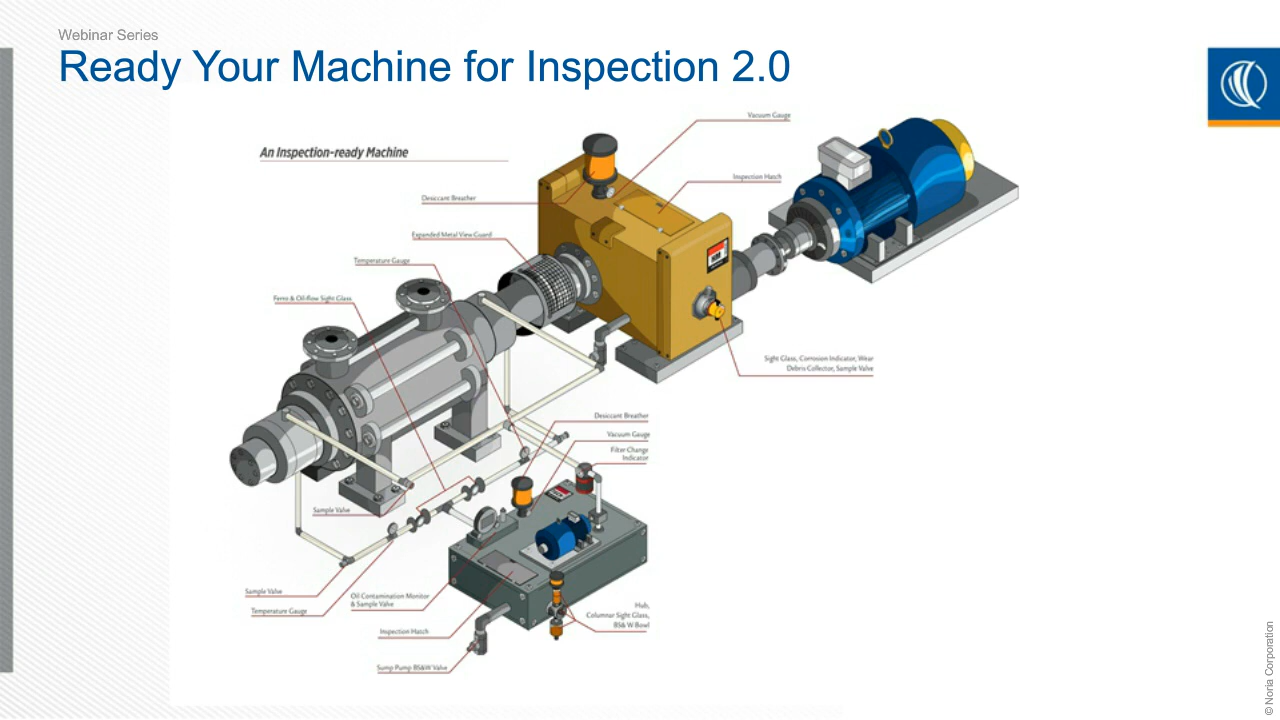 Webinar Series
Ready Your Machine for Inspection 2.0
An Inspection-ready Machine
Vacuum Gauge
Inspection Hatch
Desiccant Breather
Expanded Metal View Guard
Temperature Gauge
Ferro & Oil-flow Sight Glass
Sight Glass, Corrosion Indicator, Wear
Debris Collector, Sample Valve
Desiccant Breather
Vacuum Gauge
Filter Change
Indicator
Sample Valve
Sample Valve
Temperature Gauge
Oil Contamination Monitor
& Sample Valve
Inspection Hatch
Sump Pump BS&W Valve
Hub,
Columnar Sight Glass,
BS& W Bowl
© Noria Corporation